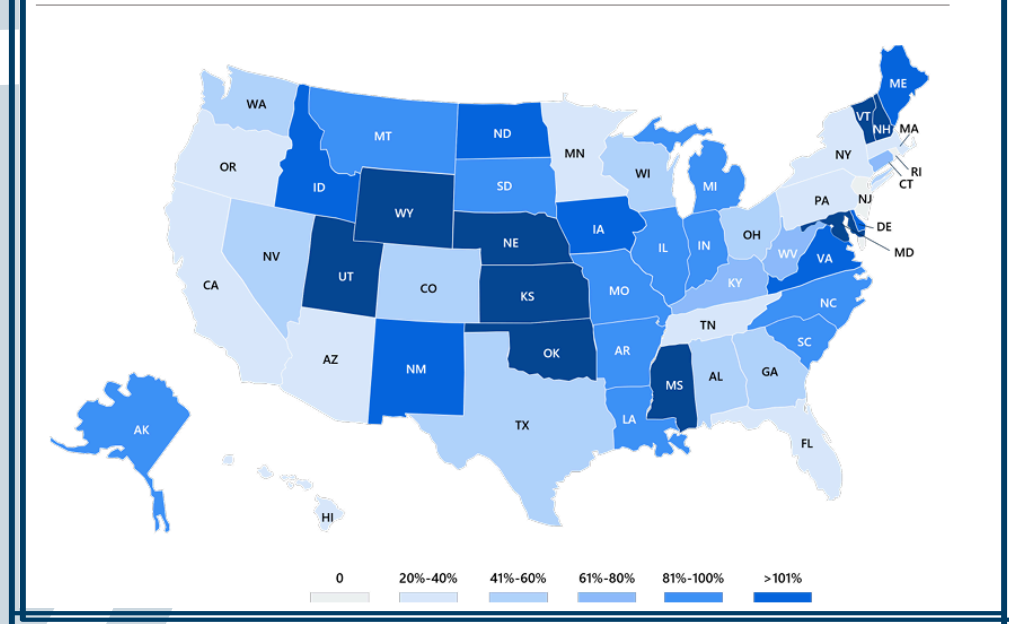 ME
WA
VT
NH
MA
MT
ND
MN
NY
OR
WI
RI
CT
ID
SD
MI
PA
NJ
WY
IA
OH
DE
NE
IL
IN
WV
MD
NV
UT
VA
CA
CO
KS
MO
KY
NC
TN
SC
AZ
NM
OK
AR
MS
AL
GA
TX
LA
AK
FL
HI
0 20%-40% 41%-60% 61%-80% 81%-100% >101%